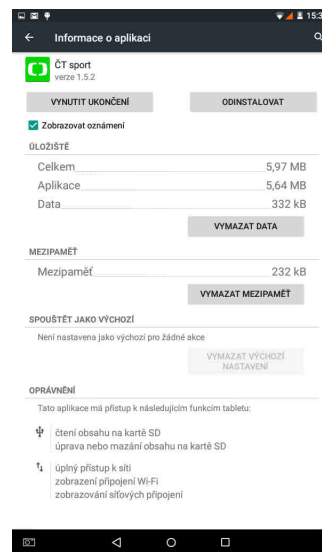 15:3
Informace o aplikaci
ČT sport
verze 1.5.2
VYNUTIT UKONČENÍ
ODINSTALOVAT
Zobrazovat oznámení
ÚLOŽIŠTĚ
Celkem 5,97 MB
Aplikace 5,64 MB
Data 332 kB
VYMAZAT DATA
MEZIPAMĚŤ
Mezipaměť 232 kB
VYMAZAT MEZIPAMĚŤ
SPOUŠTĚT JAKO VÝCHOZÍ
Není nastavena jako výchozí pro žádné akce
VYMAZAT VÝCHOZÍ
NASTAVENÍ
OPRÁVNĚNÍ
Tato aplikace má přístup k následujícím funkcím tabletu:
čtení obsahu na kartě SD
úprava nebo mazání obsahu na kartě SD
úplný přístup k síti
zobrazení připojení Wi-Fi
zobrazování síťových připojení